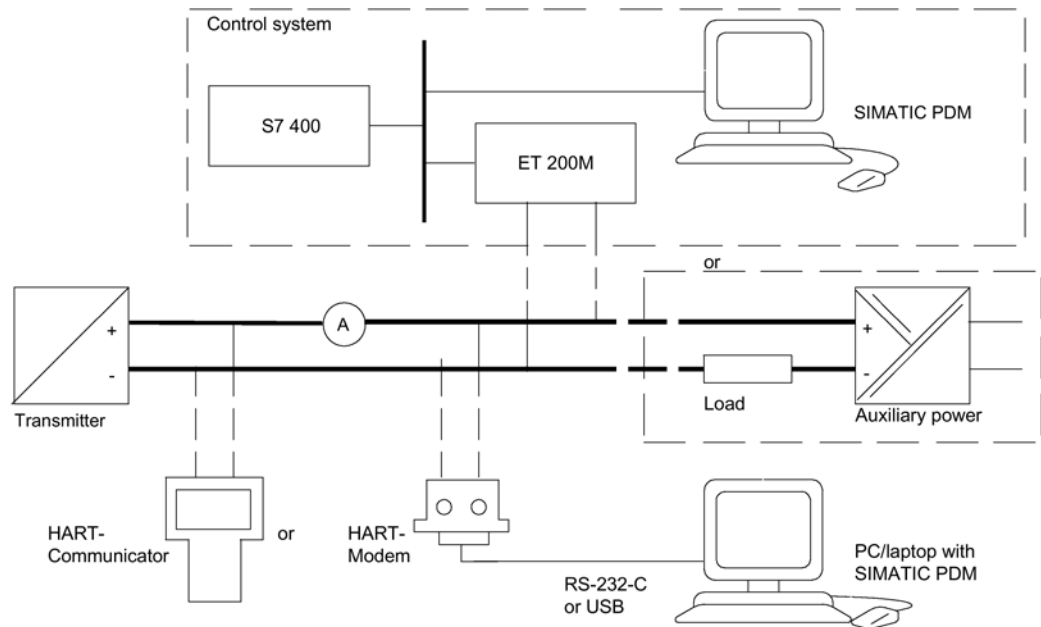 Control system
S7 400
ET 200M
SIMATIC PDM
or
+
A
+
-
-
Transmitter
Load
Auxiliary power
HART-
Communicator
or
HART-
Modem
RS-232-C
or USB
PC/laptop with
SIMATIC PDM